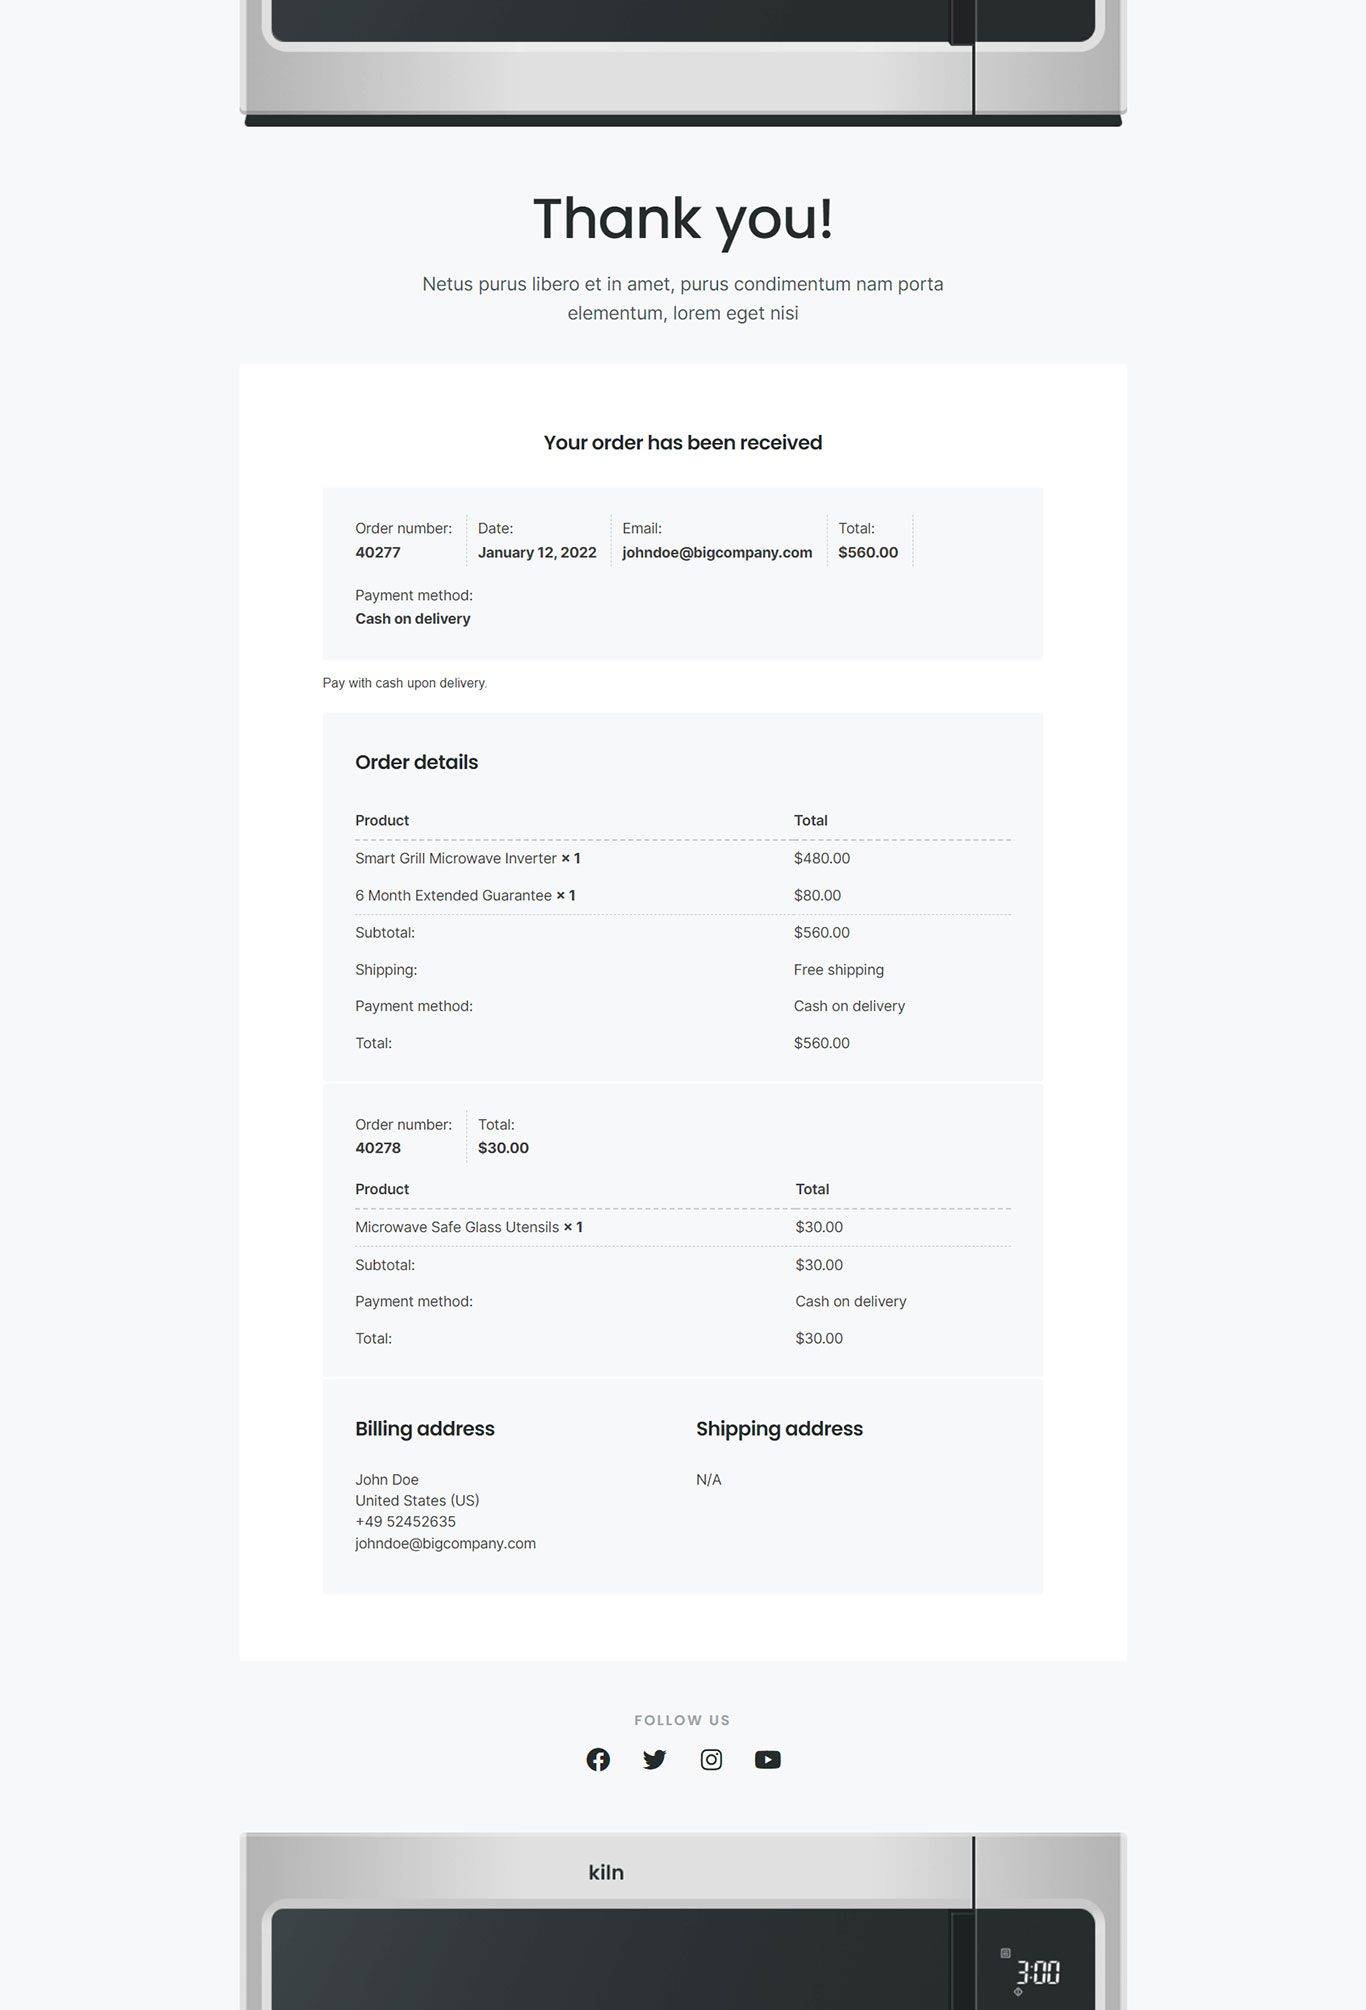 Thank you!
Netus purus libero et in amet, purus condimentum nam porta
elementum, lorem eget nisi
Your order has been received
Order number: Date: Email: Total:
40277 January 12, 2022 johndoe@bigcompany.com $560.00
Payment method:
Cash on delivery
Pay with cash upon delivery.
Order details
Product Total
Smart Grill Microwave Inverter × 1 $480.00
6 Month Extended Guarantee × 1 $80.00
Subtotal: $560.00
Shipping: Free shipping
Payment method: Cash on delivery
Total: $560.00
Order number: Total:
40278 $30.00
Product Total
Microwave Safe Glass Utensils × 1 $30.00
Subtotal: $30.00
Payment method: Cash on delivery
Total: $30.00
Billing address Shipping address
John Doe N/A
United States (US)
+49 52452635
johndoe@bigcompany.com
FOLLOW US
kiln
3:00